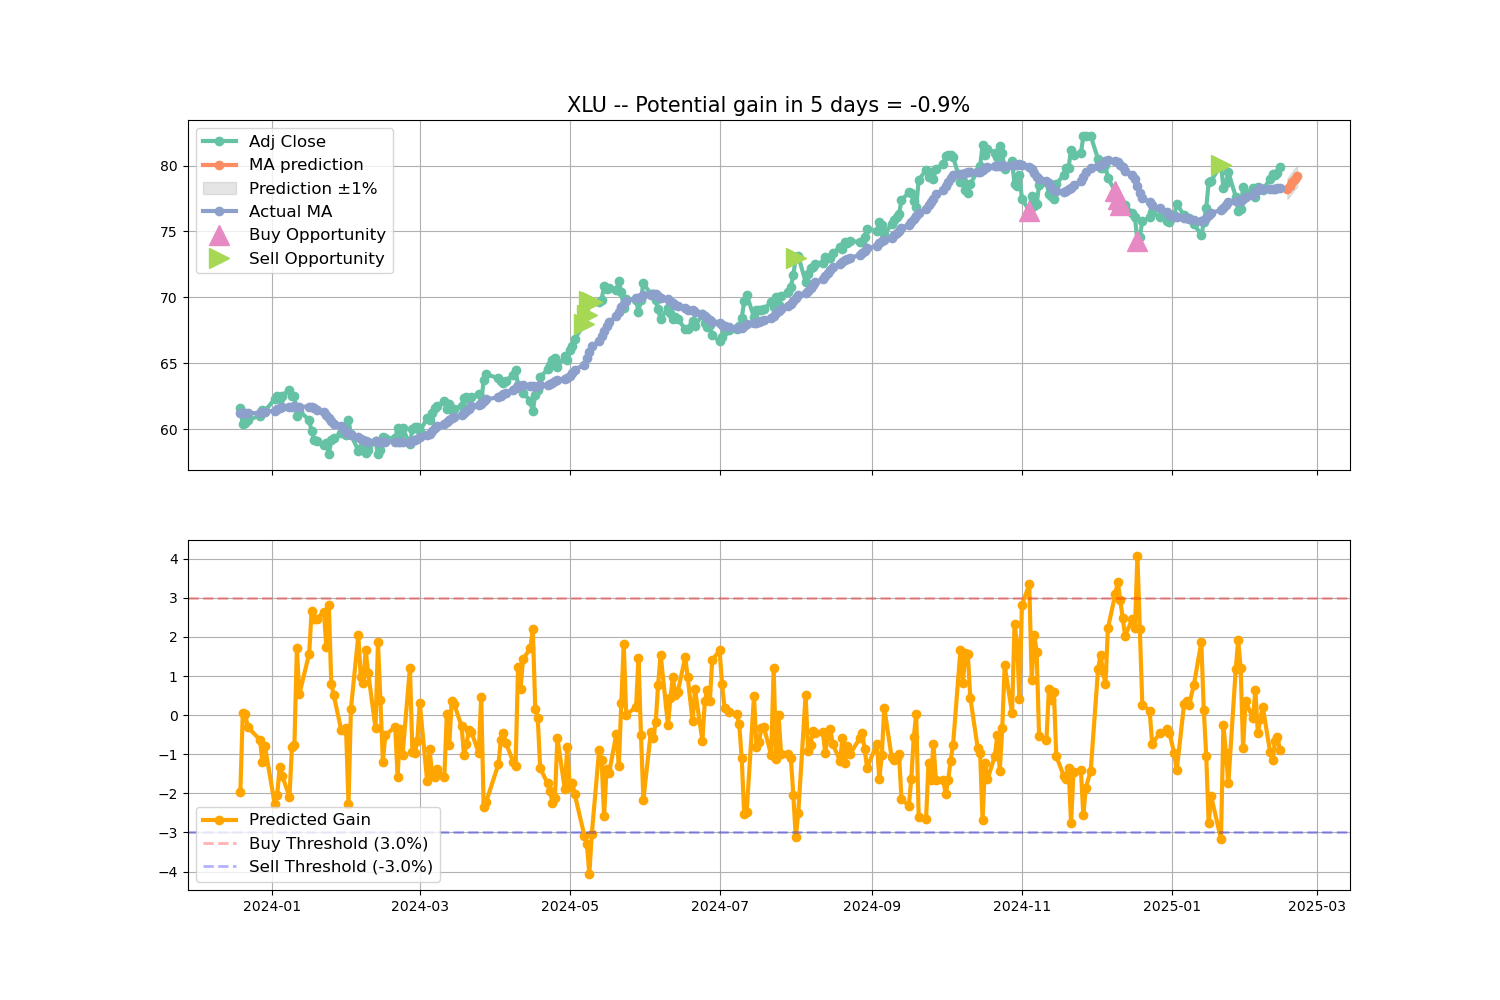 XLU -- Potential gain in 5 days = -0.9%
Adj Close
MA prediction
Prediction ±1%
Actual MA
Buy Opportunity
Sell Opportunity
80
75
70
65
60
4
3
2
1
0
−1
−2
−3
−4
Predicted Gain
Buy Threshold (3.0%)
Sell Threshold (-3.0%)
2024-01
2024-03
2024-05
2024-07
2024-09
2024-11
2025-01
2025-03